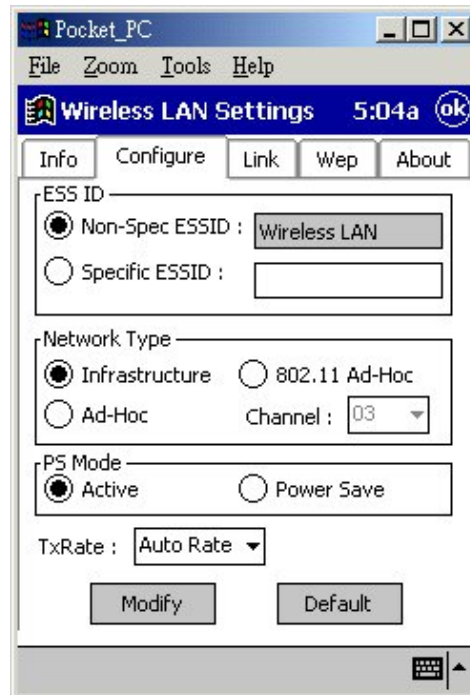 Pocket_PC
File Zoom Tools Help
Wireless LAN Settings 5:04a ok
Info Configure Link Wep About
ESS ID
Non-Spec ESSID : Wireless LAN
Specific ESSID :
Network Type
Infrastructure 802.11 Ad-Hoc
Ad-Hoc Channel : 03
PS Mode
Active Power Save
TxRate : Auto Rate
Modify Default